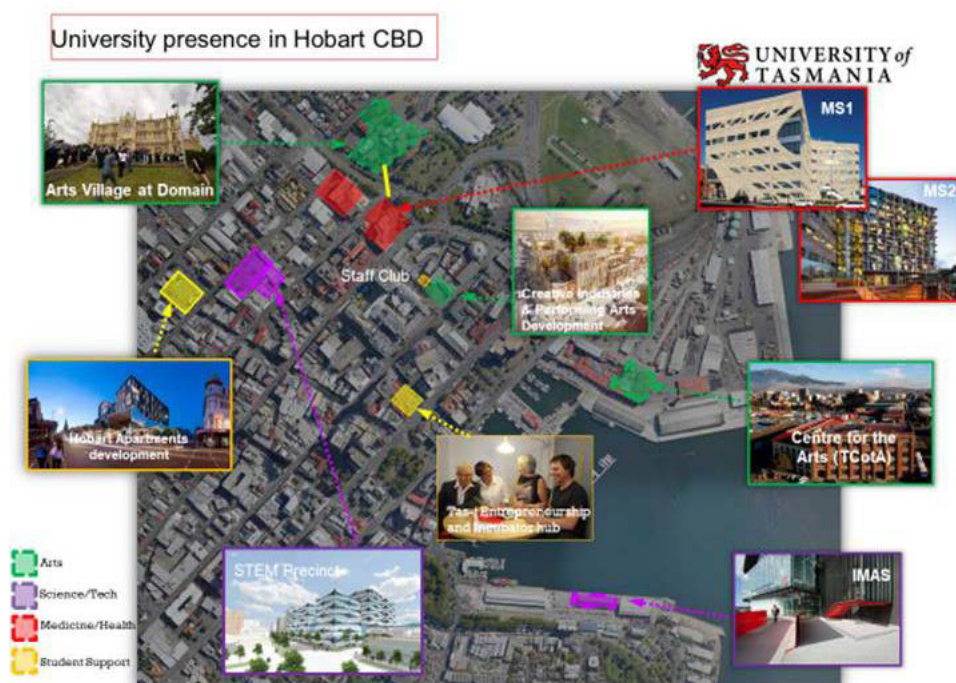 University presence in Hobart CBD
UNIVERSITY of
TASMANIA
MS1
MS2
Arts Village at Domain
Staff Club
Creative Industries
& Performing Arts
Development
Hobart Apartments
development
Centre for the
Arts (TCotA)
Tas-i Entrepreneurship
and Incubator hub
STEM Precinct
IMAS
Arts
Science/Tech
Medicine/Health
Student Support